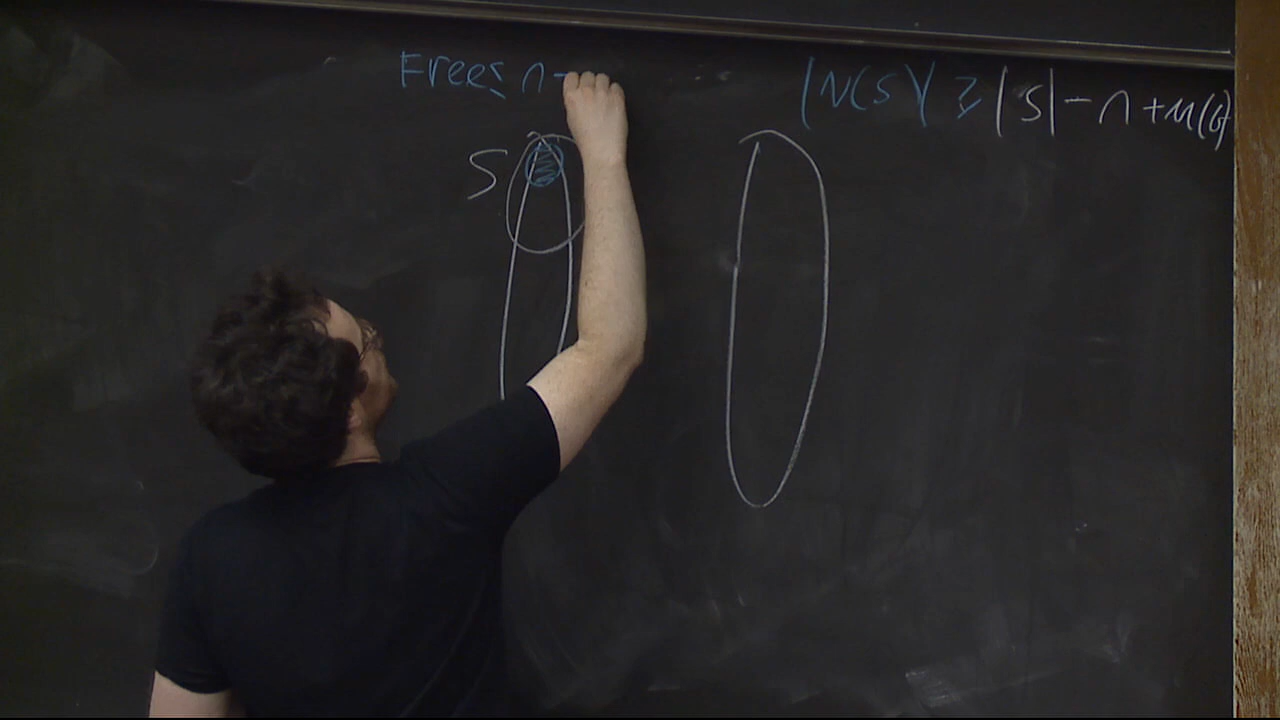 Free ≤ n -
|N(S)| ≥ |S| - n + μ(G)
S